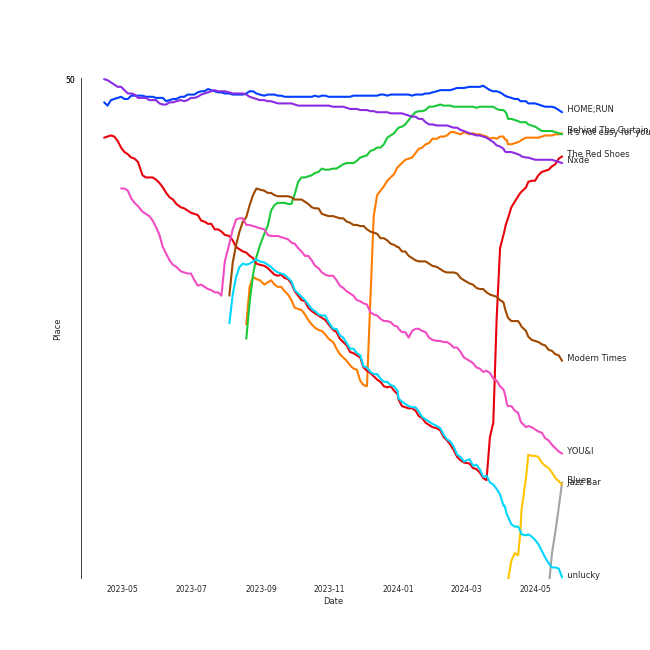 50
HOME;RUN
Behind The Curtain
It's not easy for you
The Red Shoes
Nxde
Place
Modern Times
YOU&I
Blues
Jazz Bar
unlucky
2023-05 2023-07 2023-09 2023-11 2024-01 2024-03 2024-05
Date